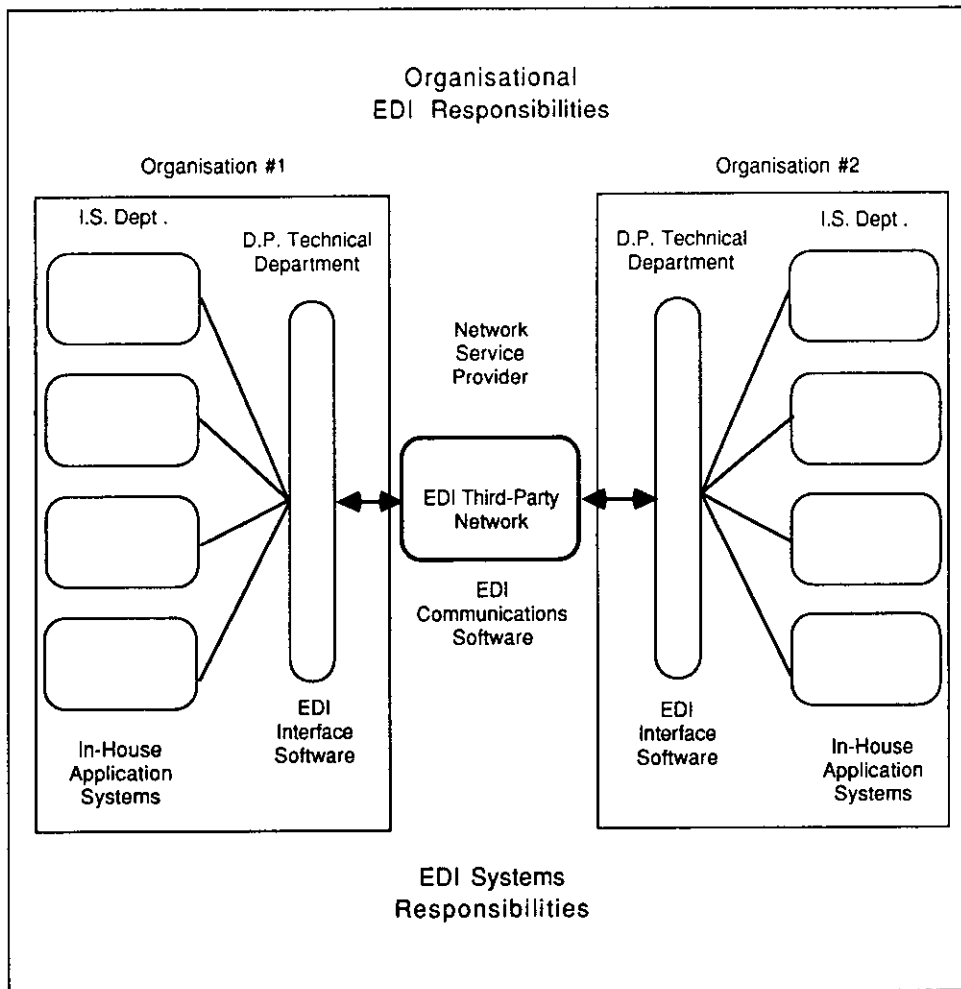 Organisational
EDI Responsibilities
Organisation #1
Organisation #2
I.S. Dept .
D.P. Technical
Department
Network
Service
Provider
D.P. Technical
Department
I.S. Dept .
EDI Third-Party
Network
EDI
Communications
Software
In-House
Application
Systems
EDI
Interface
Software
EDI
Interface
Software
In-House
Application
Systems
EDI Systems
Responsibilities